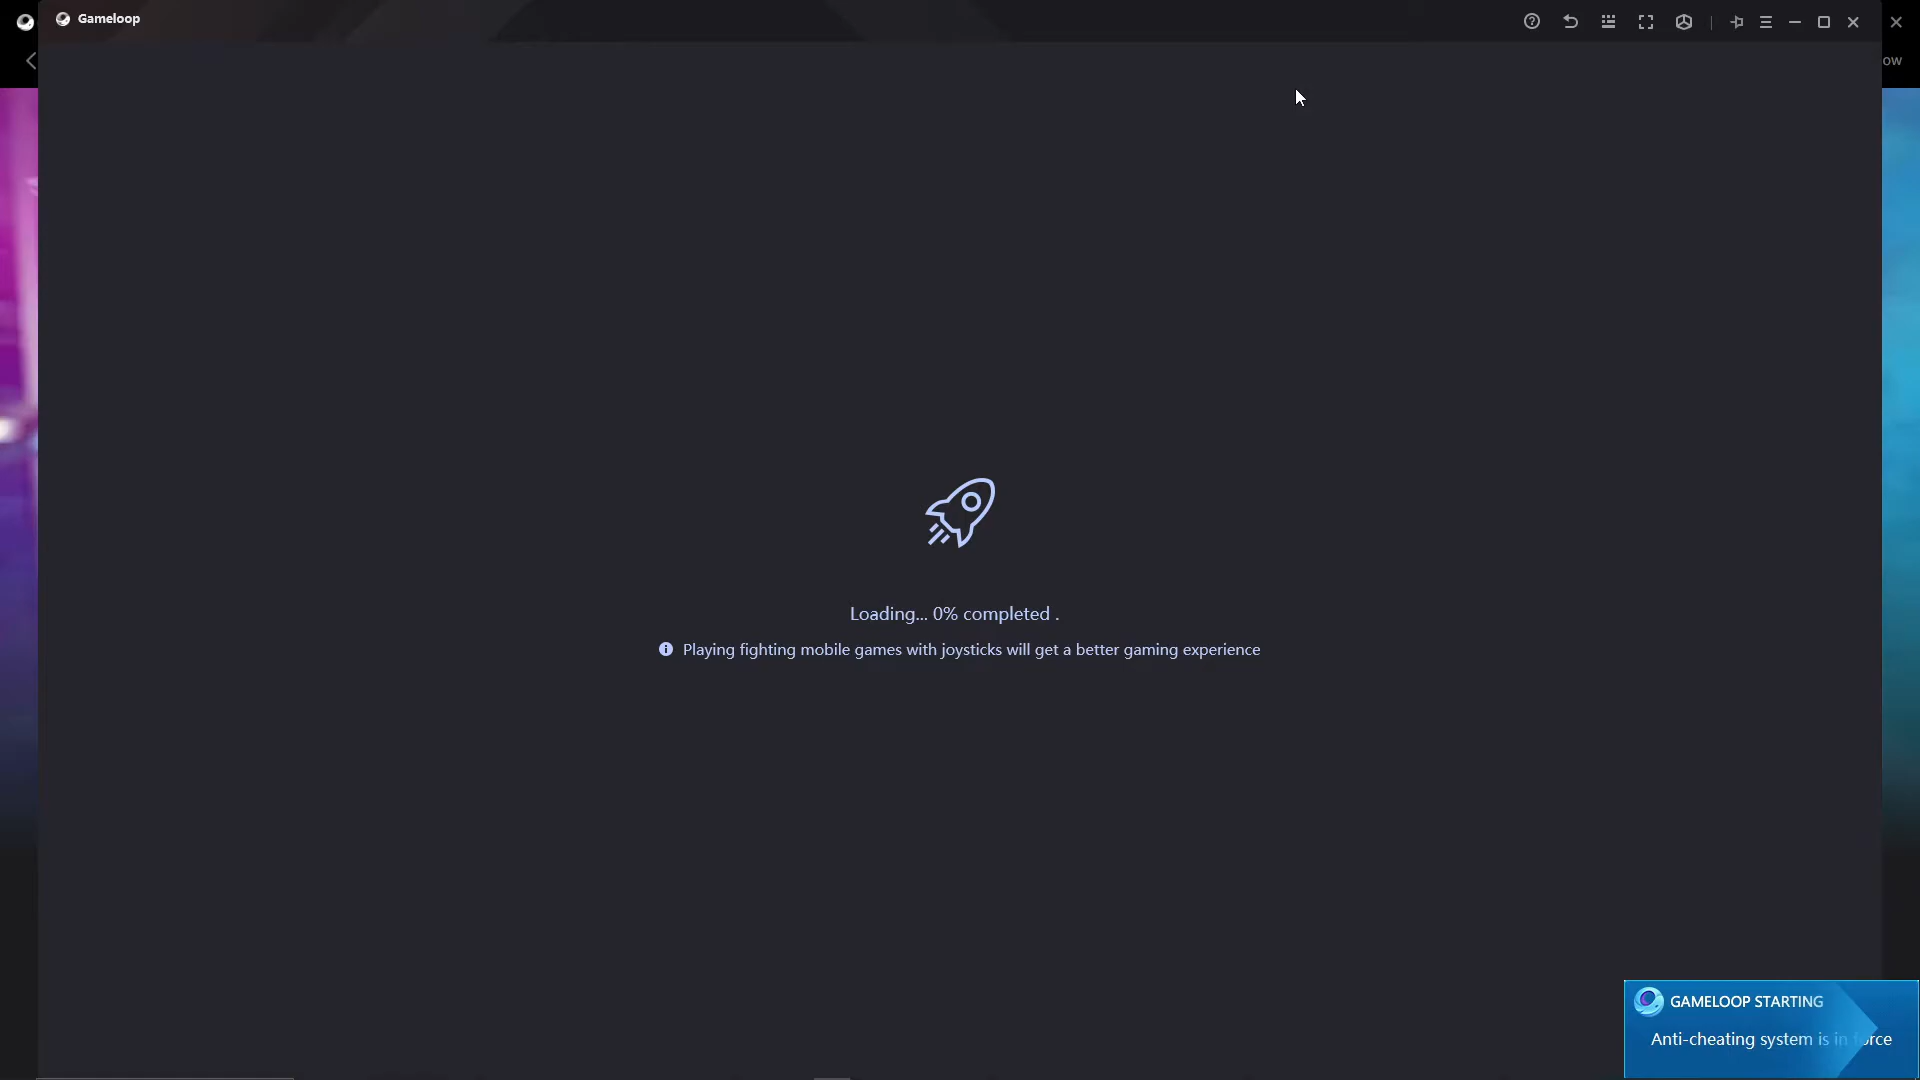 Gameloop
ow
Loading... 0% completed .
Playing fighting mobile games with joysticks will get a better gaming experience
GAMELOOP STARTING
Anti-cheating system is in force